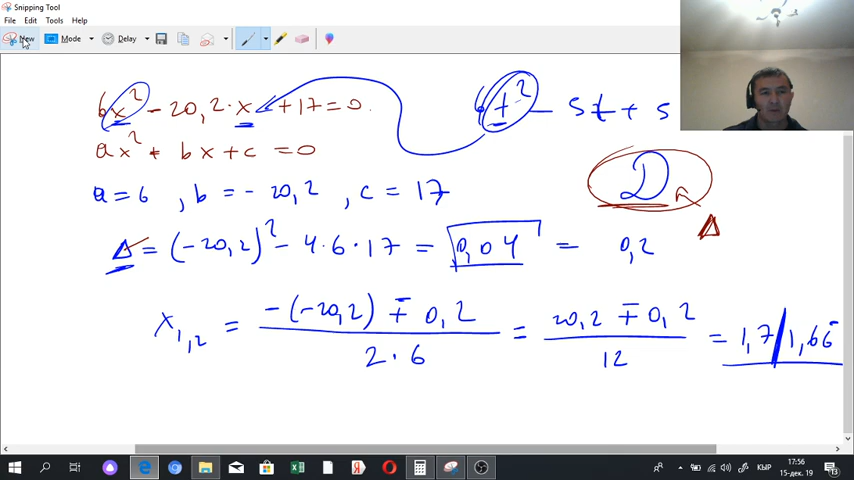 Snipping Tool
File Edit Tools Help
New Mode Delay
6x² - 20,2·x + 17 = 0.
6t² - 5t + 5
ax² + bx + c = 0
a = 6 , b = -20,2 , c = 17
D
Δ = (-20,2)² - 4·6·17 = 0,04 = 0,2
Δ
x₁,₂ = (-(-20,2) ∓ 0,2) / (2·6) = (20,2 ∓ 0,2) / 12 = 1,7 / 1,66
17:56
КЫР
15-дек. 19